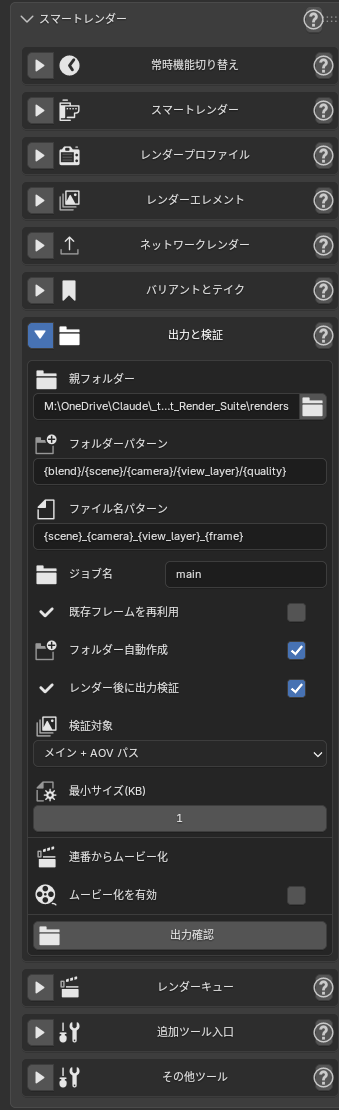 スマートレンダー
常時機能切り替え
スマートレンダー
レンダープロファイル
レンダーエレメント
ネットワークレンダー
バリアントとテイク
出力と検証
親フォルダー
M:\OneDrive\Claude\_t...t_Render_Suite\renders
フォルダーパターン
{blend}/{scene}/{camera}/{view_layer}/{quality}
ファイル名パターン
{scene}_{camera}_{view_layer}_{frame}
ジョブ名 main
既存フレームを再利用
フォルダー自動作成
レンダー後に出力検証
検証対象
メイン + AOV パス
最小サイズ(KB)
1
連番からムービー化
ムービー化を有効
出力確認
レンダーキュー
追加ツール入口
その他ツール